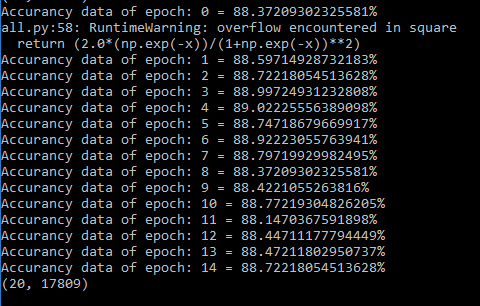 Accurancy data of epoch: 0 = 88.37209302325581%
all.py:58: RuntimeWarning: overflow encountered in square
return (2.0*(np.exp(-x))/(1+np.exp(-x))**2)
Accurancy data of epoch: 1 = 88.59714928732183%
Accurancy data of epoch: 2 = 88.72218054513628%
Accurancy data of epoch: 3 = 88.99724931232808%
Accurancy data of epoch: 4 = 89.02225556389098%
Accurancy data of epoch: 5 = 88.74718679669917%
Accurancy data of epoch: 6 = 88.92223055763941%
Accurancy data of epoch: 7 = 88.79719929982495%
Accurancy data of epoch: 8 = 88.37209302325581%
Accurancy data of epoch: 9 = 88.4221055263816%
Accurancy data of epoch: 10 = 88.77219304826205%
Accurancy data of epoch: 11 = 88.1470367591898%
Accurancy data of epoch: 12 = 88.44711177794449%
Accurancy data of epoch: 13 = 88.47211802950737%
Accurancy data of epoch: 14 = 88.72218054513628%
(20, 17809)